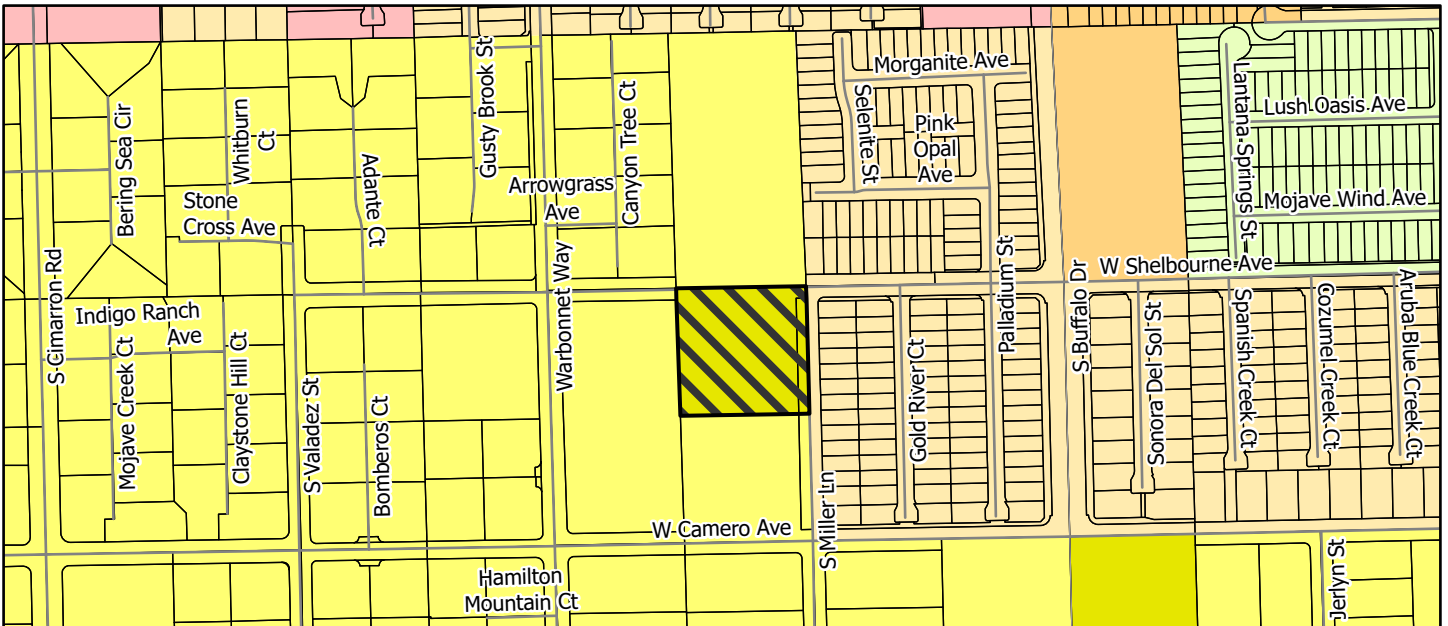 Morganite Ave
Gusty Brook St
Canyon Tree Ct
Selenite St
Lantana Springs St
Lush Oasis Ave
Bering Sea Cir
Whitburn
Ct
Pink
Opal
Ave
Adante Ct
Arrowgrass
Ave
Stone
Cross Ave
Mojave Wind Ave
S Cimarron Rd
Warbonnet Way
Palladium St
S Buffalo Dr
W Shelbourne Ave
Indigo Ranch
Ave
Mojave Creek Ct
Claystone Hill Ct
S Valadez St
Bomberos Ct
Gold River Ct
Sonora Del Sol St
Spanish Creek Ct
Cozumel Creek Ct
Aruba Blue Creek Ct
S Miller Ln
W Camero Ave
Hamilton
Mountain Ct
Jerlyn St